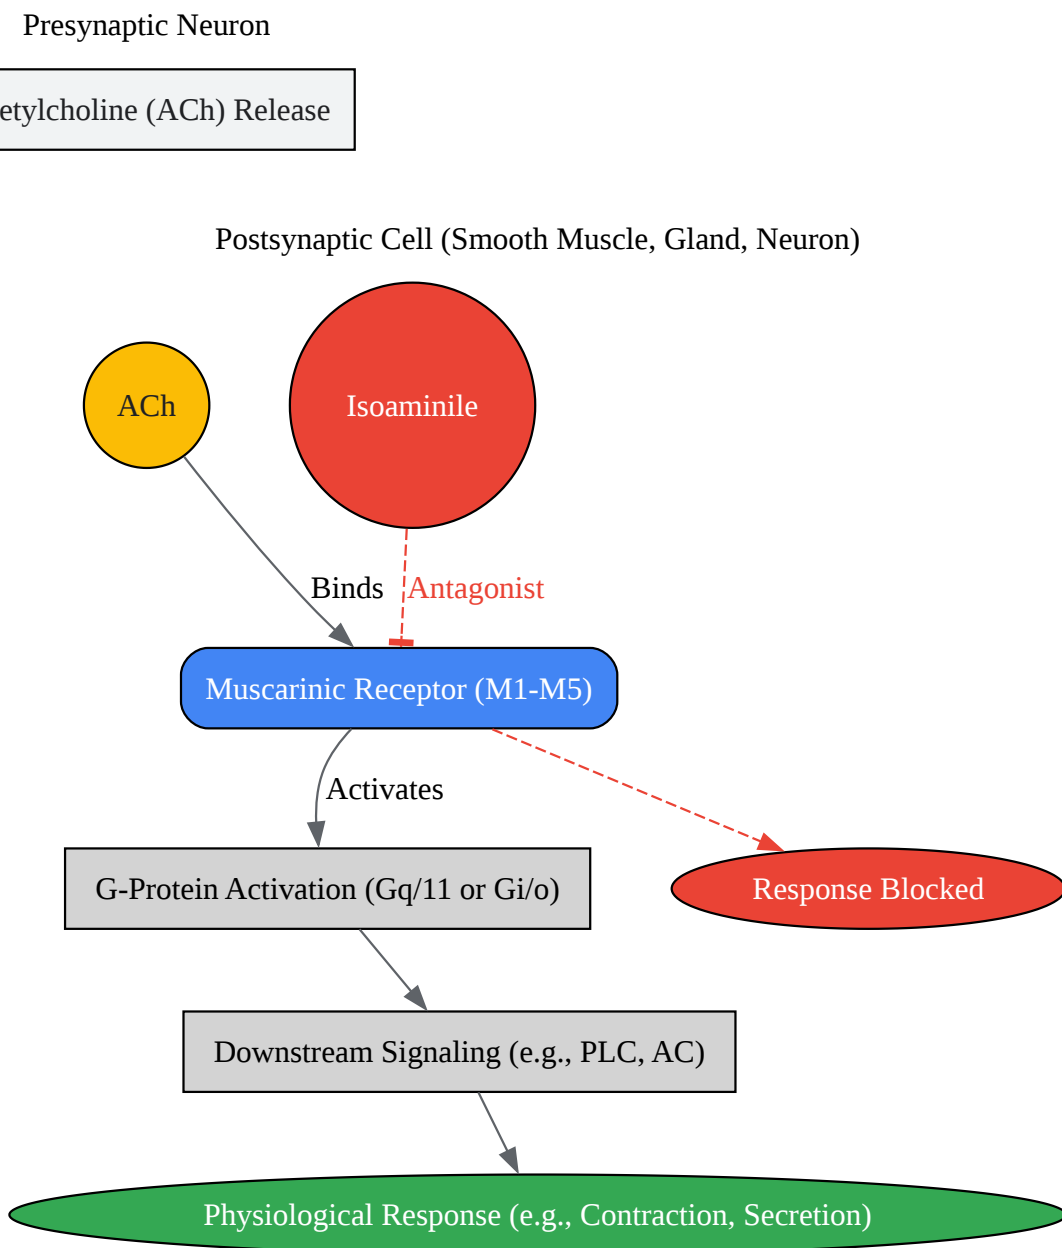 Presynaptic Neuron
etylcholine (ACh) Release
Postsynaptic Cell (Smooth Muscle, Gland, Neuron)
ACh
Isoaminile
Binds
Antagonist
Muscarinic Receptor (M1-M5)
Activates
G-Protein Activation (Gq/11 or Gi/o)
Response Blocked
Downstream Signaling (e.g., PLC, AC)
Physiological Response (e.g., Contraction, Secretion)